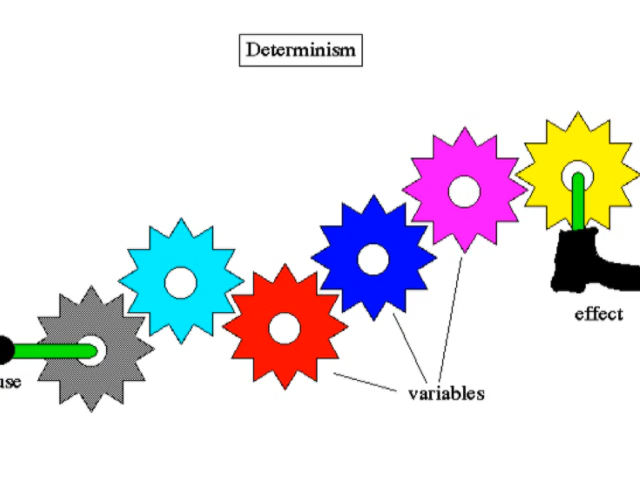 Determinism
effect
use
variables